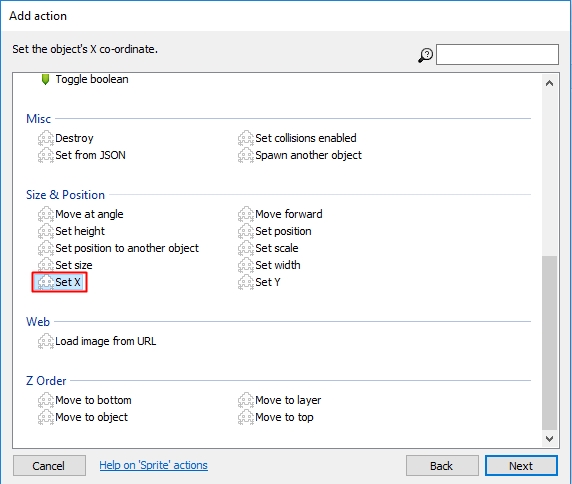 Add action
Set the object's X co-ordinate.
Toggle boolean
Misc
Destroy
Set collisions enabled
Set from JSON
Spawn another object
Size & Position
Move at angle
Move forward
Set height
Set position
Set position to another object
Set scale
Set size
Set width
Set X
Set Y
Web
Load image from URL
Z Order
Move to bottom
Move to layer
Move to object
Move to top
Cancel
Help on 'Sprite' actions
Back
Next